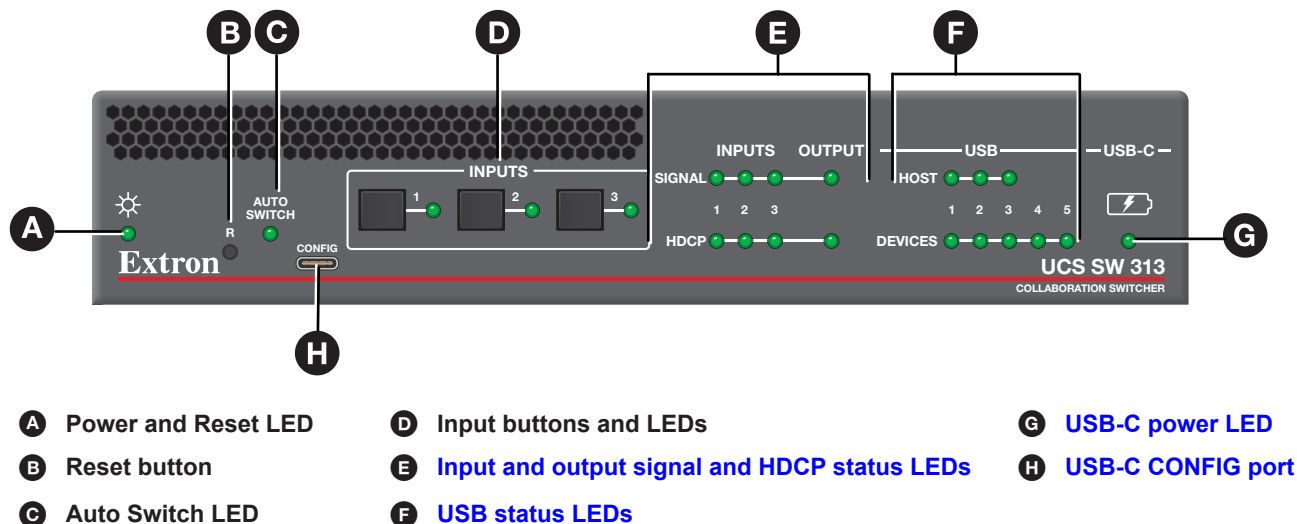 B C D E F
INPUTS OUTPUT USB USB-C
INPUTS
SIGNAL HOST
1 2 3
AUTO
SWITCH
1 2 3 1 2 3 4 5
A R G
CONFIG HDCP DEVICES
Extron UCS SW 313
COLLABORATION SWITCHER
H
A Power and Reset LED
B Reset button
C Auto Switch LED
D Input buttons and LEDs
E Input and output signal and HDCP status LEDs
F USB status LEDs
G USB-C power LED
H USB-C CONFIG port